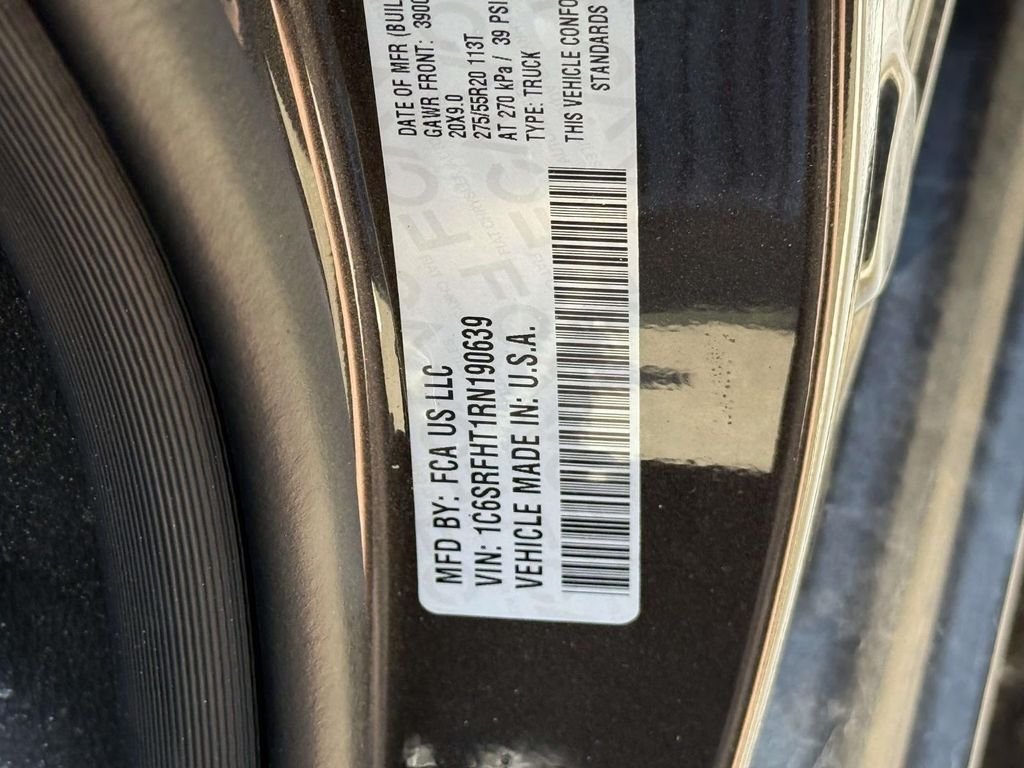 MFD BY: FCA US LLC
VIN: 1C6SRFHT1RN190639
VEHICLE MADE IN: U.S.A.
DATE OF MFR (BUIL
GAWR FRONT: 390
20X9.0
275/55R20 113T
AT 270 kPa / 39 PSI
TYPE: TRUCK
THIS VEHICLE CONFO
STANDARDS